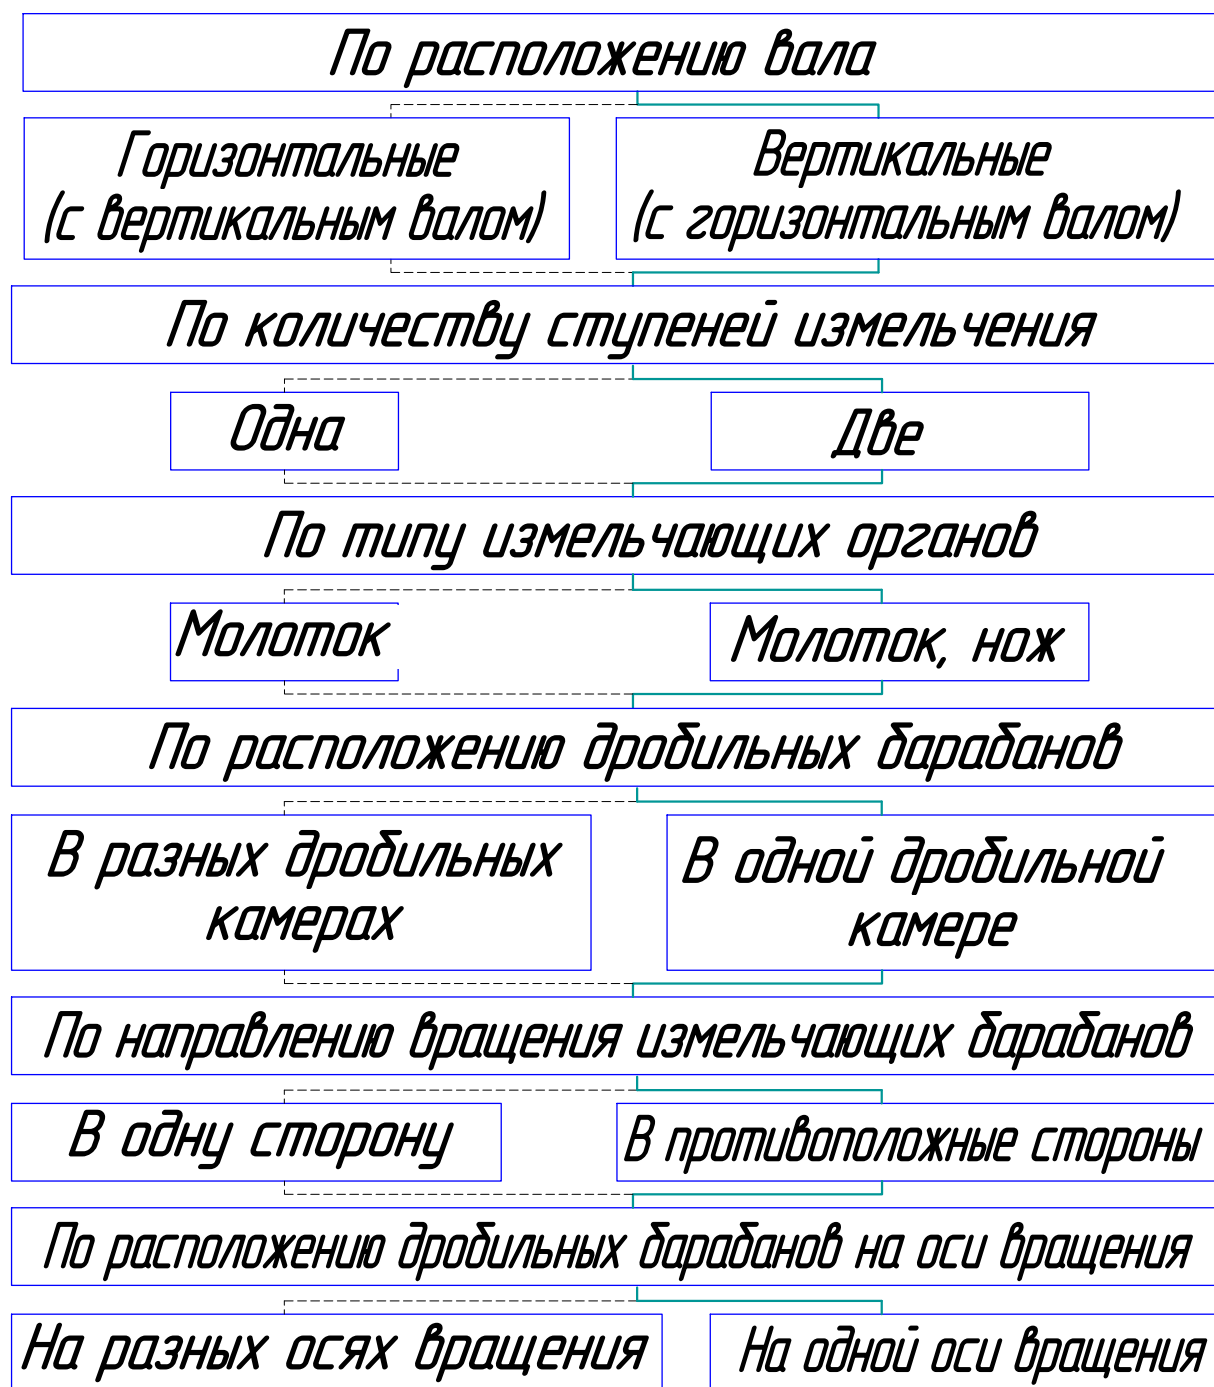 По расположению вала
Горизонтальные
(с вертикальным валом)
Вертикальные
(с горизонтальным валом)
По количеству ступеней измельчения
Одна
Две
По типу измельчающих органов
Молоток
Молоток, нож
По расположению дробильных барабанов
В разных дробильных
камерах
В одной дробильной
камере
По направлению вращения измельчающих барабанов
В одну сторону
В противоположные стороны
По расположению дробильных барабанов на оси вращения
На разных осях вращения
На одной оси вращения